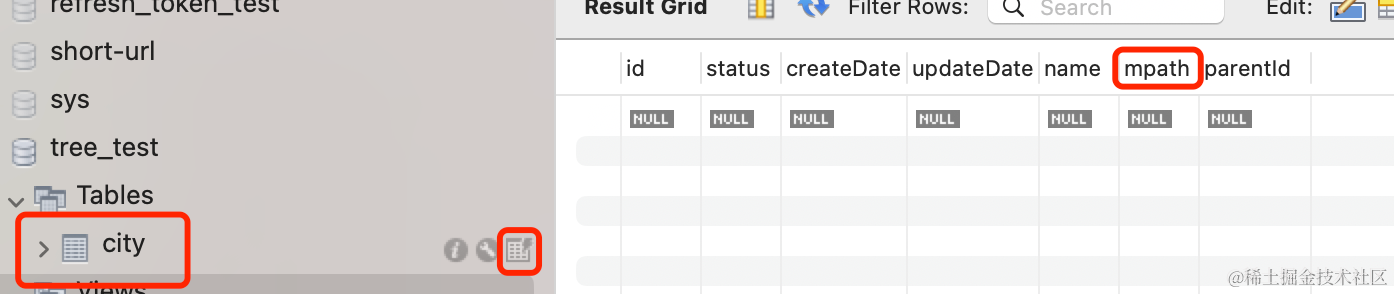 refresh_token_test
short-url
sys
tree_test
Tables
city
Views
Result Grid Filter Rows: Search Edit:
id status createDate updateDate name mpath parentId
NULL NULL NULL NULL NULL NULL NULL
@稀土掘金技术社区